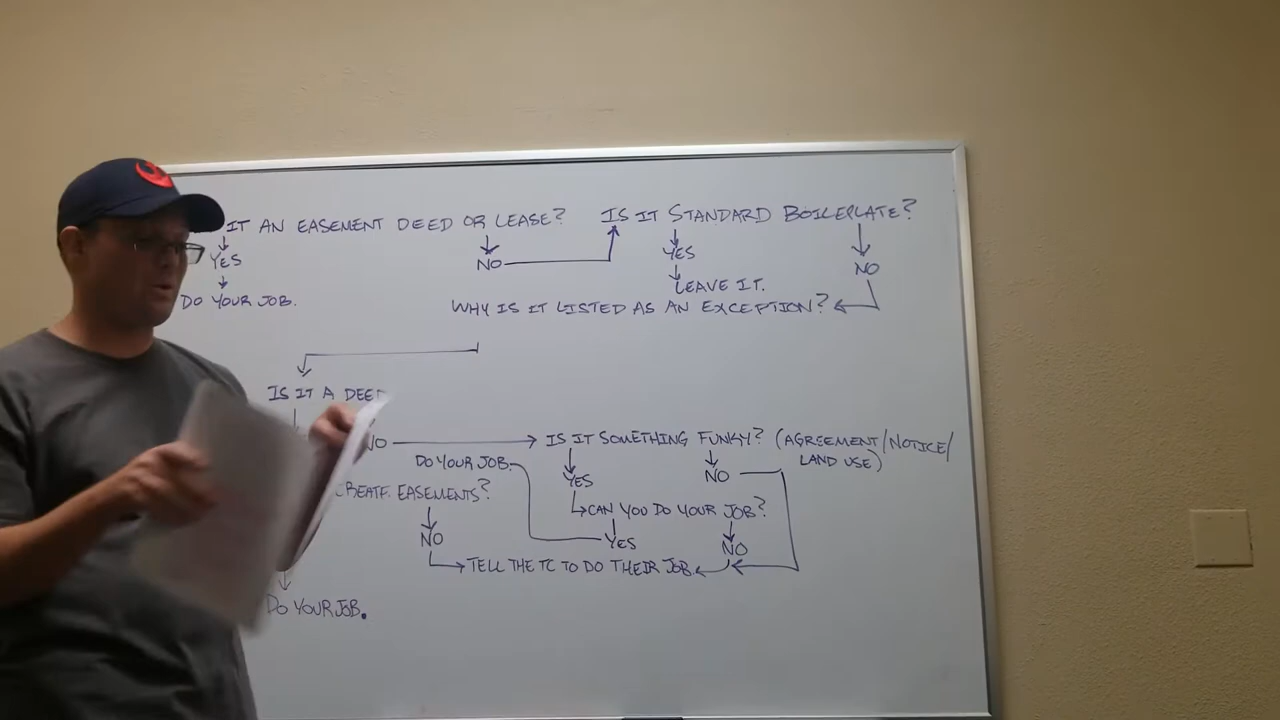 IT AN EASEMENT DEED OR LEASE?
IS IT STANDARD BOILERPLATE?
YES
NO
YES
NO
DO YOUR JOB.
LEAVE IT.
WHY IS IT LISTED AS AN EXCEPTION?
IS IT A DEED
NO
IS IT SOMETHING FUNKY? (AGREEMENT/NOTICE/
LAND USE)
DO YOUR JOB.
YES
NO
CREATE EASEMENTS?
CAN YOU DO YOUR JOB?
NO
YES
NO
TELL THE TC TO DO THEIR JOB.
DO YOUR JOB.